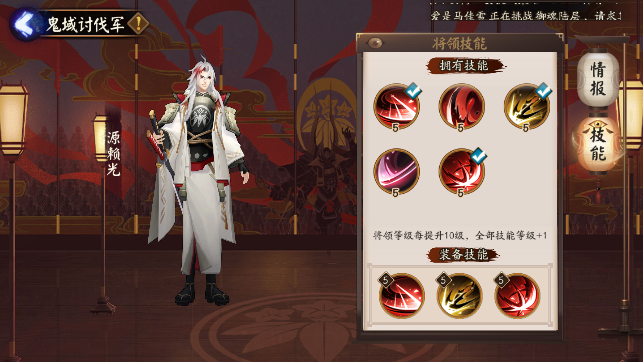 鬼域讨伐军
爱是马佳雪正在挑战御魂陆层，请求
将领技能
拥有技能
情报
技能
源赖光
5
5
5
5
5
将领等级每提升10级，全部技能等级+1
装备技能
5
5
5